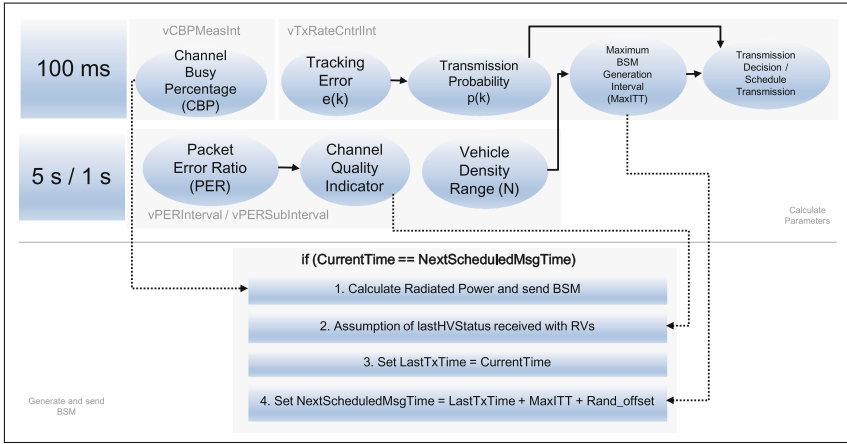 vCBPMeasInt
vTxRateCntrlInt
100 ms
Channel
Busy
Percentage
(CBP)
Tracking
Error
e(k)
Transmission
Probability
p(k)
Maximum
BSM
Generation
Interval
(MaxITT)
Transmission
Decision /
Schedule
Transmission
5 s / 1 s
Packet
Error Ratio
(PER)
Channel
Quality
Indicator
Vehicle
Density
Range (N)
vPERInterval / vPERSubInterval
Calculate
Parameters
if (CurrentTime == NextScheduledMsgTime)
1. Calculate Radiated Power and send BSM
2. Assumption of lastHVStatus received with RVs
3. Set LastTxTime = CurrentTime
4. Set NextScheduledMsgTime = LastTxTime + MaxITT + Rand_offset
Generate and send
BSM